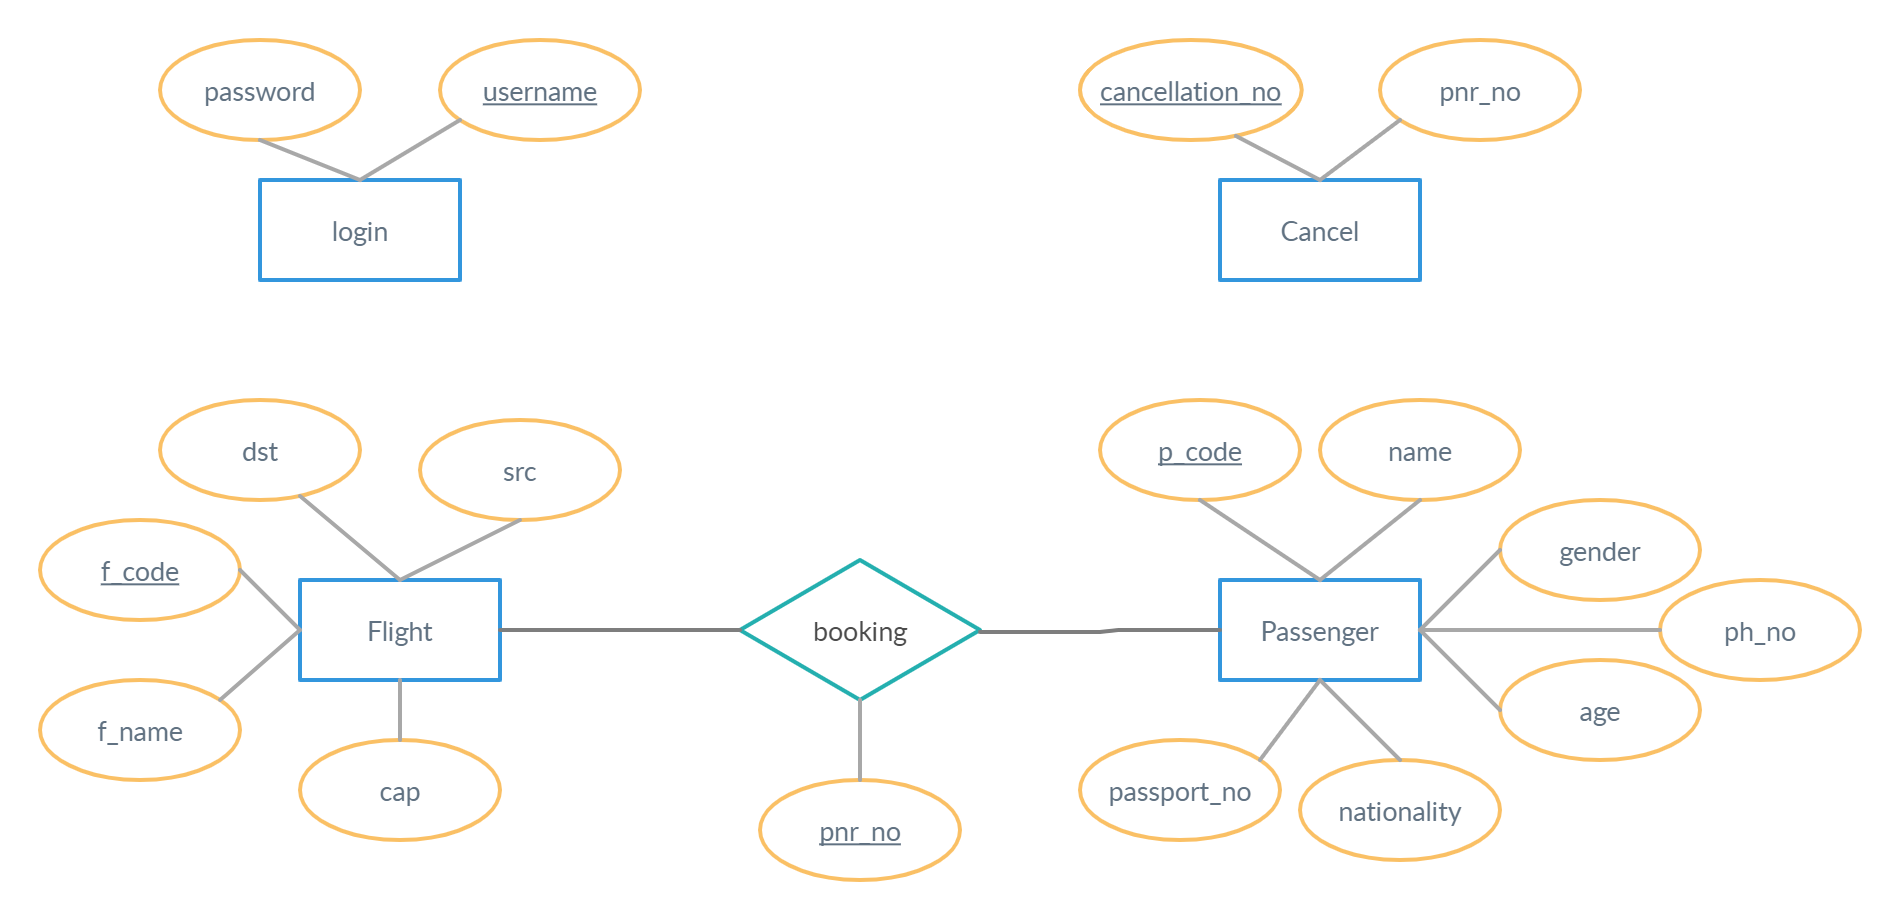 password
username
cancellation_no
pnr_no
login
Cancel
dst
src
p_code
name
f_code
gender
Flight
booking
Passenger
ph_no
f_name
age
cap
passport_no
nationality
pnr_no